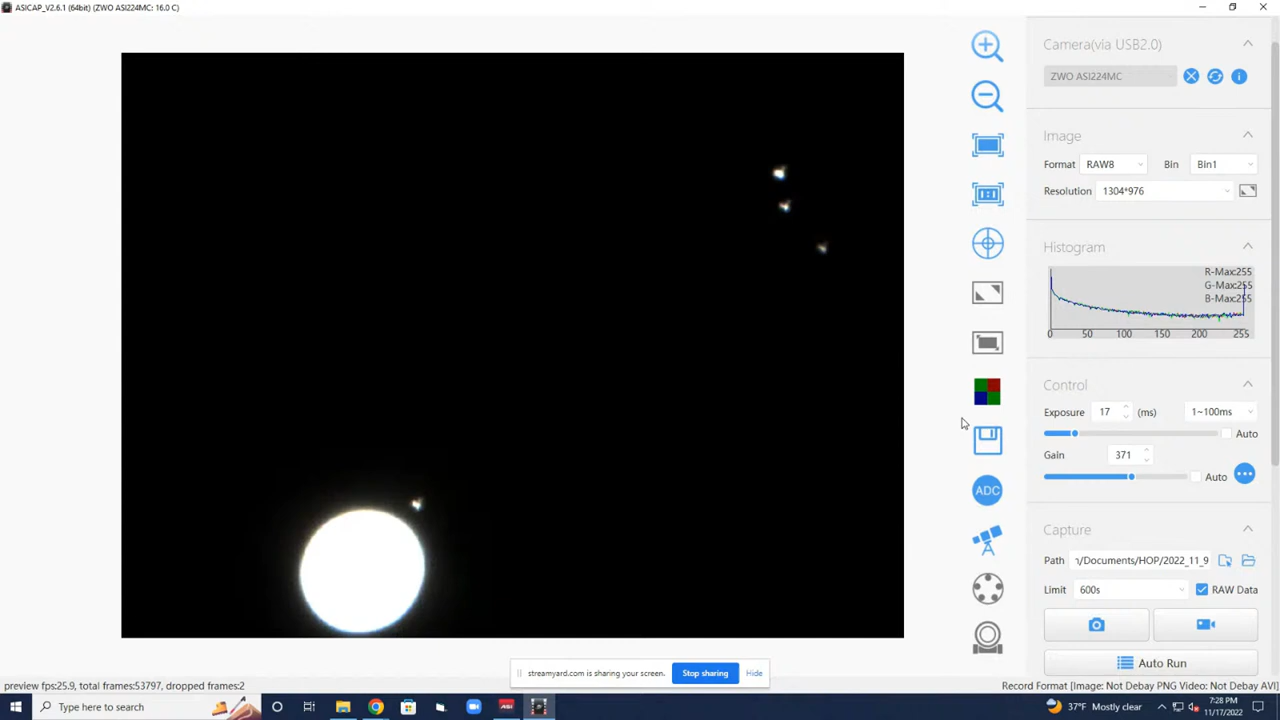 ASICAP_V2.6.1 (64bit) (ZWO ASI224MC: 16.0 C)
Camera(via USB2.0)
ZWO ASI224MC
Image
Format RAW8 Bin Bin1
Resolution 1304*976
1:1
Histogram
R-Max:255
G-Max:255
B-Max:255
0 50 100 150 200 255
Control
Exposure 17 (ms) 1~100ms
Auto
Gain 371 Auto
ADC
Capture
Path ı/Documents/HOP/2022_11_9
Limit 600s RAW Data
Auto Run
streamyard.com is sharing your screen. Stop sharing Hide
preview fps:25.9, total frames:53797, dropped frames:2
Record Format [Image: Not Debay PNG Video: Not Debay AVI]
Type here to search
ASI
37°F Mostly clear
7:28 PM
11/17/2022